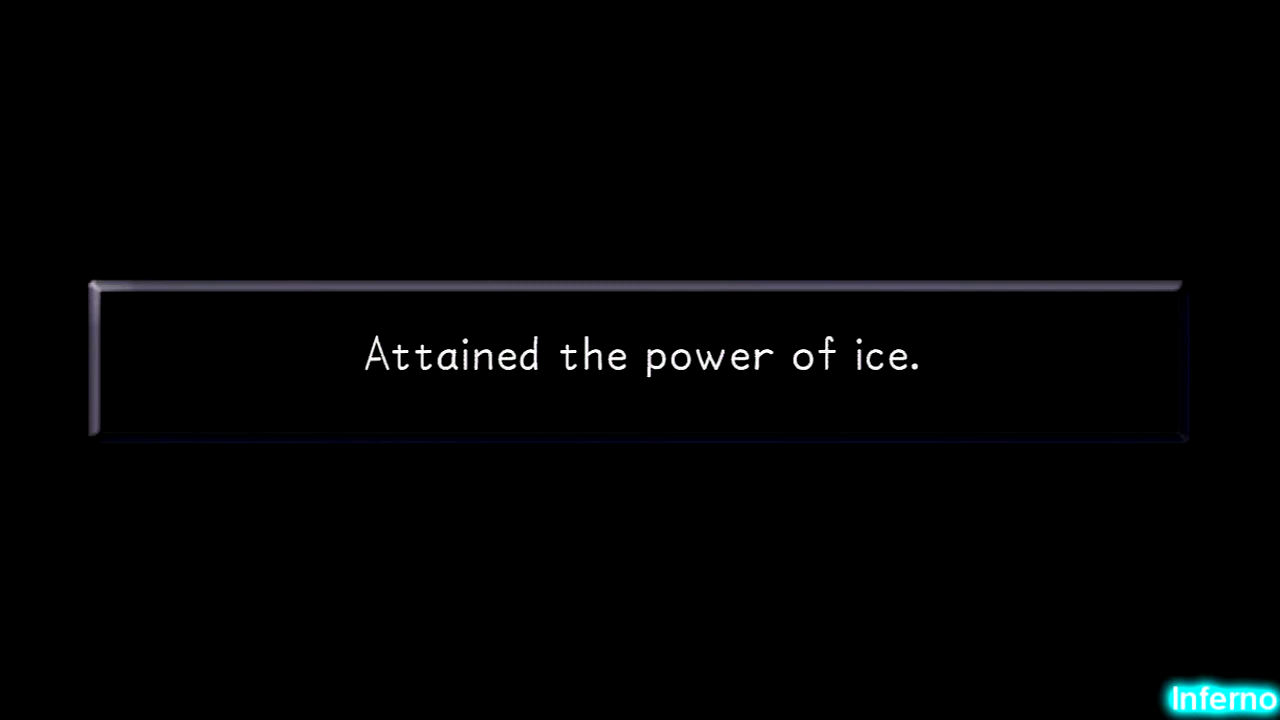 Attained the power of ice.
Inferno